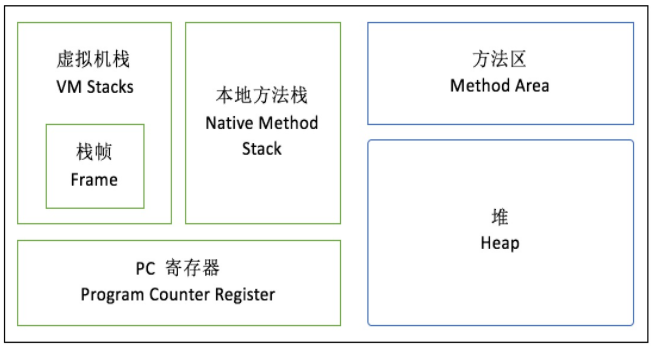 虚拟机栈
VM Stacks
栈帧
Frame
本地方法栈
Native Method
Stack
PC 寄存器
Program Counter Register
方法区
Method Area
堆
Heap